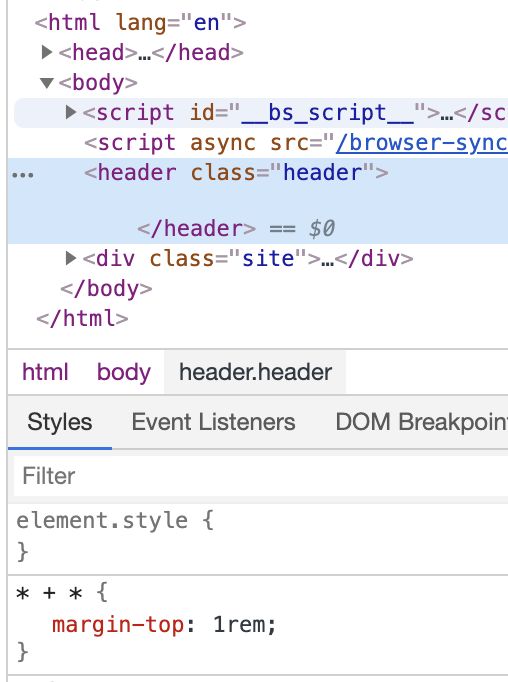 <html lang="en">
▶<head>…</head>
▼<body>
▶<script id="__bs_script__">…</sc
<script async src="/browser-sync
… <header class="header">
</header> == $0
▶<div class="site">…</div>
</body>
</html>
html body header.header
Styles Event Listeners DOM Breakpoin
Filter
element.style {
}
* + * {
margin-top: 1rem;
}